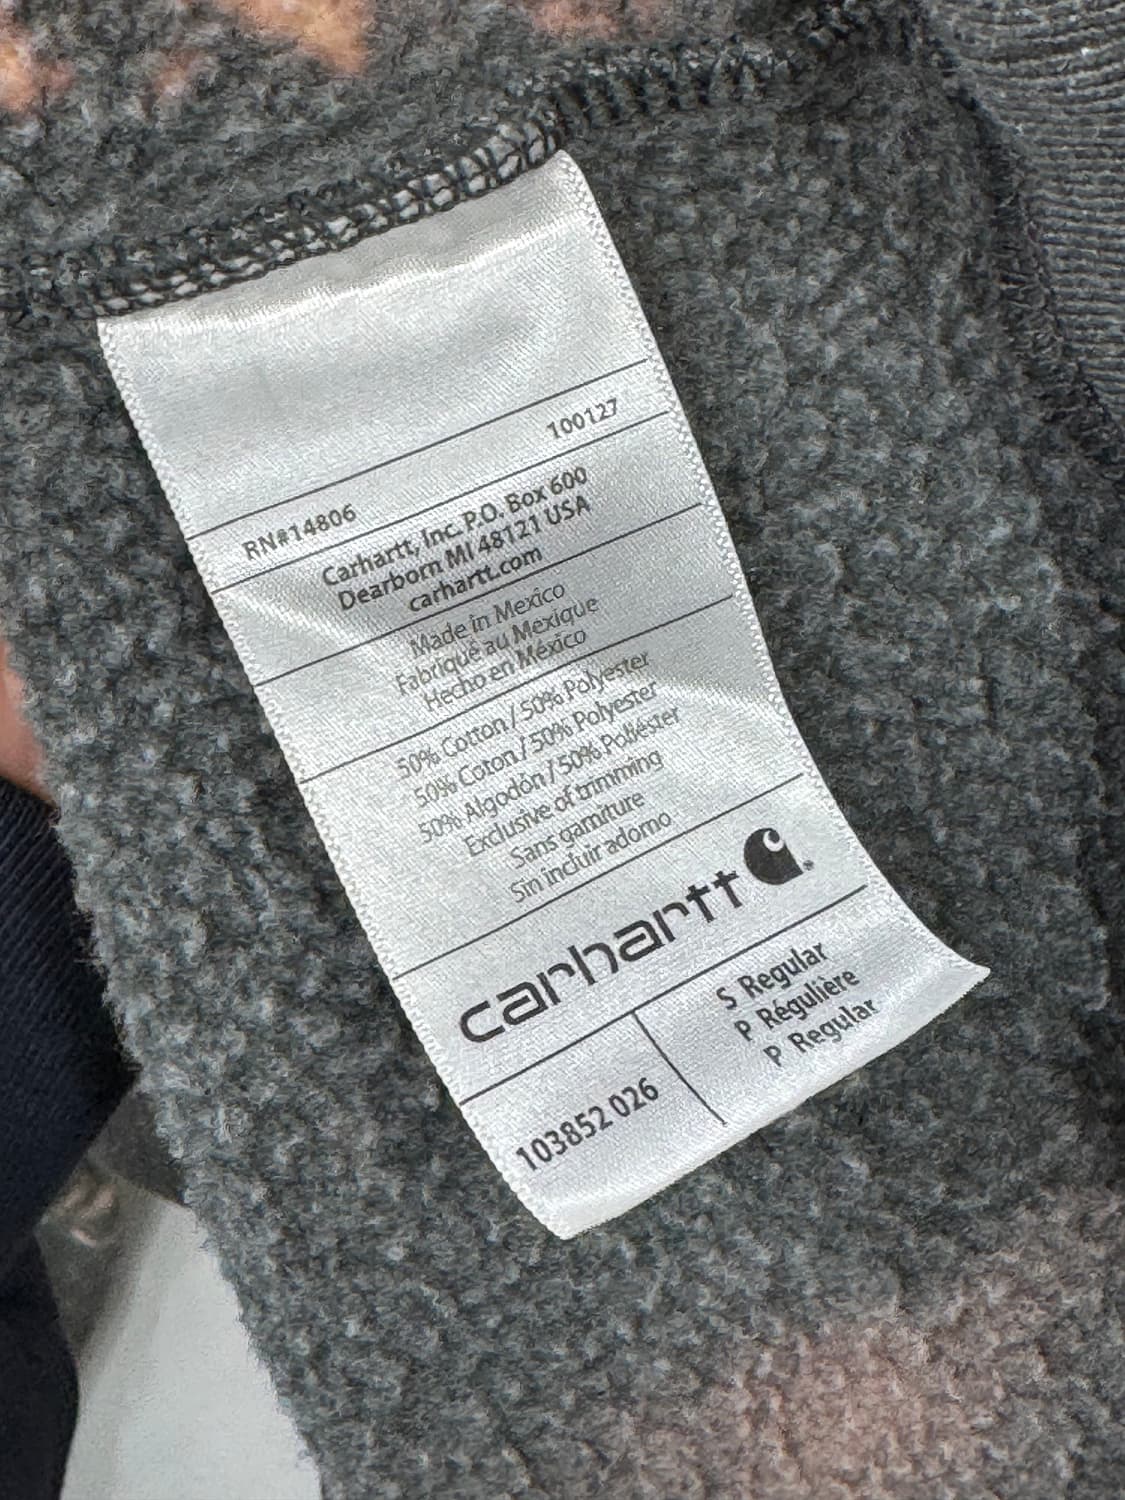 RN#14806 100127
Carhartt, Inc. P.O. Box 600
Dearborn MI 48121 USA
carhartt.com
Made in Mexico
Fabriqué au Mexique
Hecho en México
50% Cotton / 50% Polyester
50% Coton / 50% Polyester
50% Algodón / 50% Poliéster
Exclusive of trimming
Sans garniture
Sin incluir adorno
carhartt
103852 026
S Regular
P Régulière
P Regular